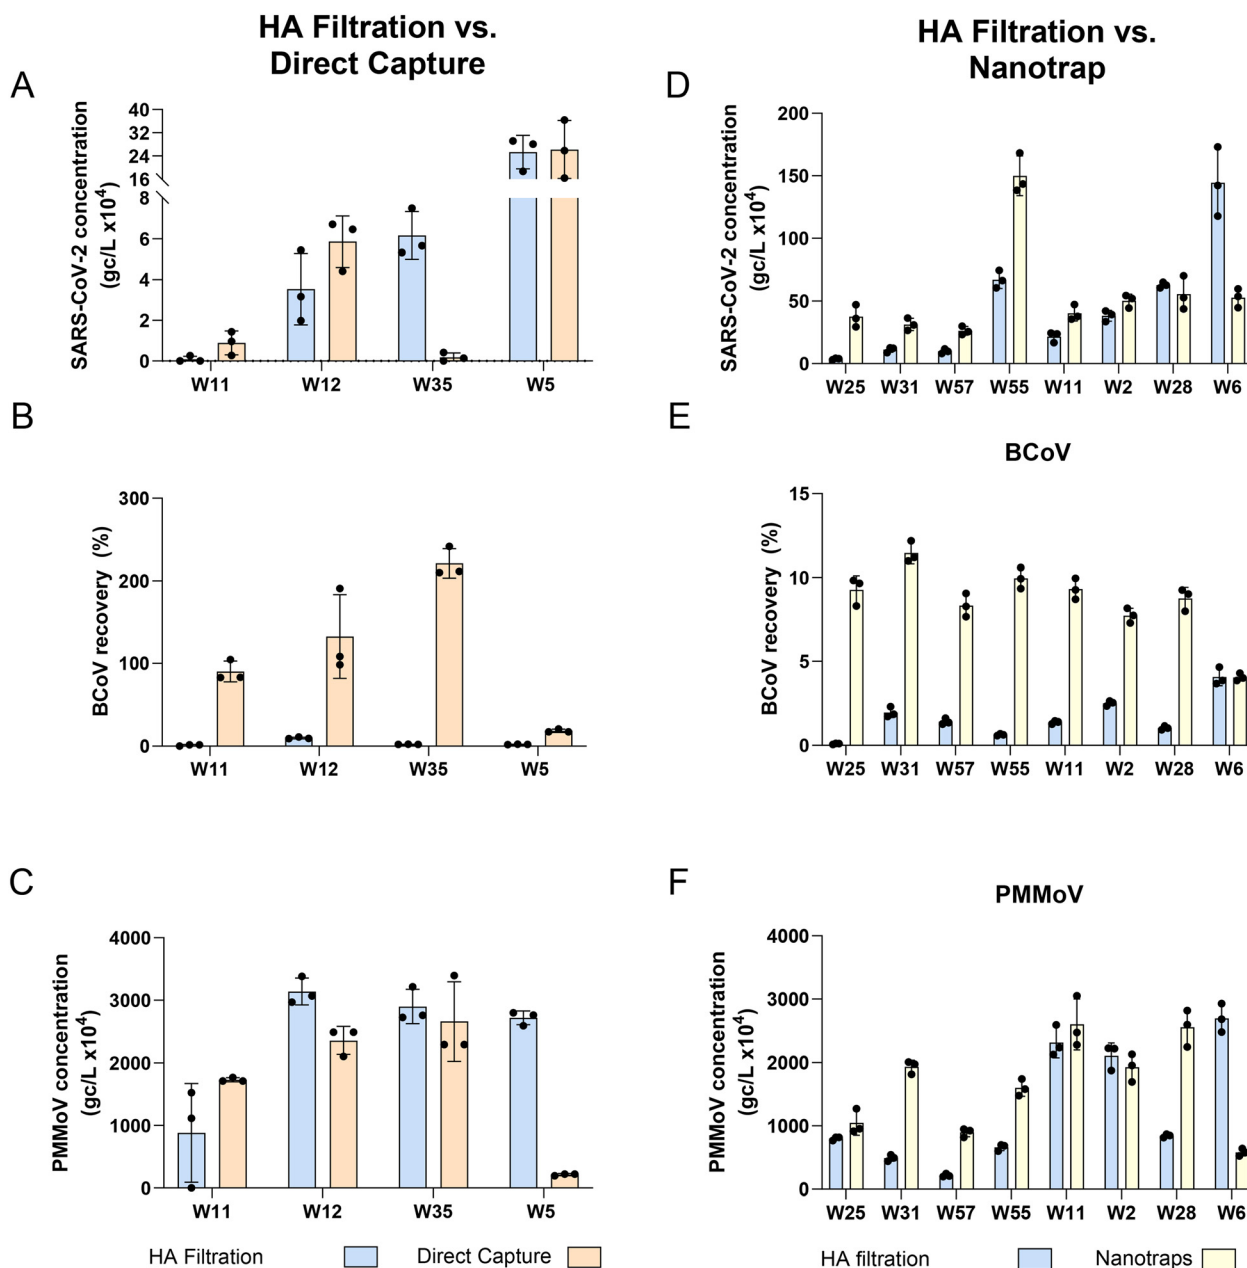 HA Filtration vs.
Direct Capture
A
SARS-CoV-2 concentration
(gc/L x10⁴)
40
32
24
16
8
6
4
2
0
W11 W12 W35 W5
B
BCoV recovery (%)
300
200
100
0
W11 W12 W35 W5
C
PMMoV concentration
(gc/L x10⁴)
4000
3000
2000
1000
0
W11 W12 W35 W5
HA Filtration Direct Capture
HA Filtration vs.
Nanotrap
D
SARS-CoV-2 concentration
(gc/L x10⁴)
200
150
100
50
0
W25 W31 W57 W55 W11 W2 W28 W6
E
BCoV
BCoV recovery (%)
15
10
5
0
W25 W31 W57 W55 W11 W2 W28 W6
F
PMMoV
PMMoV concentration
(gc/L x10⁴)
4000
3000
2000
1000
0
W25 W31 W57 W55 W11 W2 W28 W6
HA filtration Nanotraps